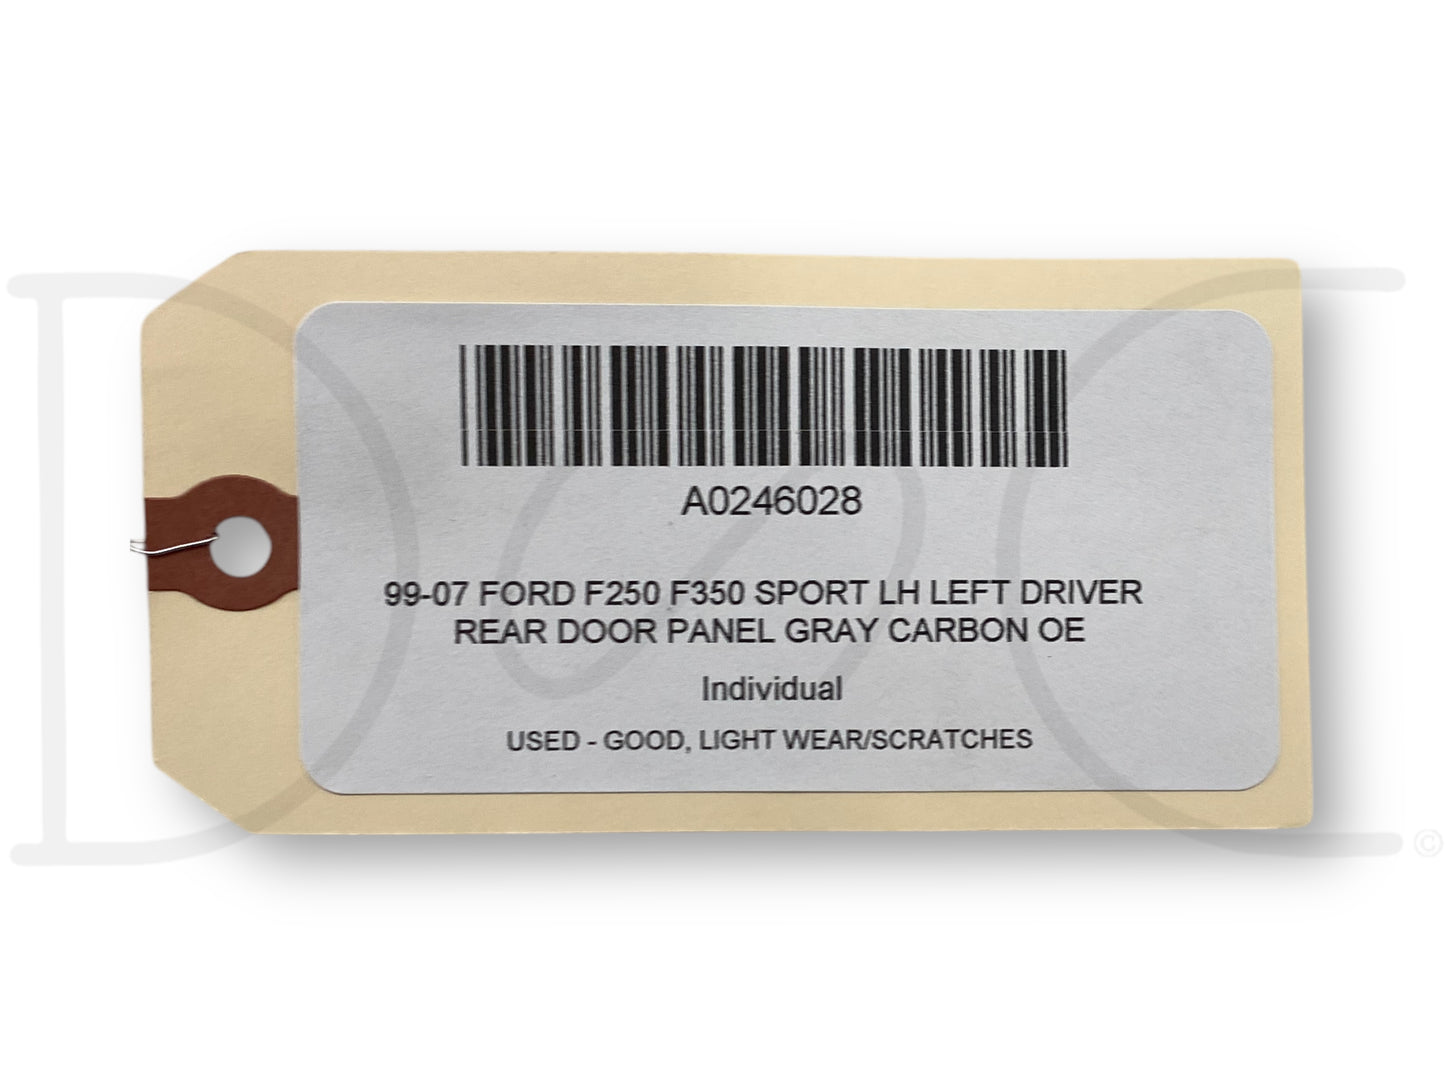 A0246028
99-07 FORD F250 F350 SPORT LH LEFT DRIVER
REAR DOOR PANEL GRAY CARBON OE
Individual
USED - GOOD, LIGHT WEAR/SCRATCHES
©